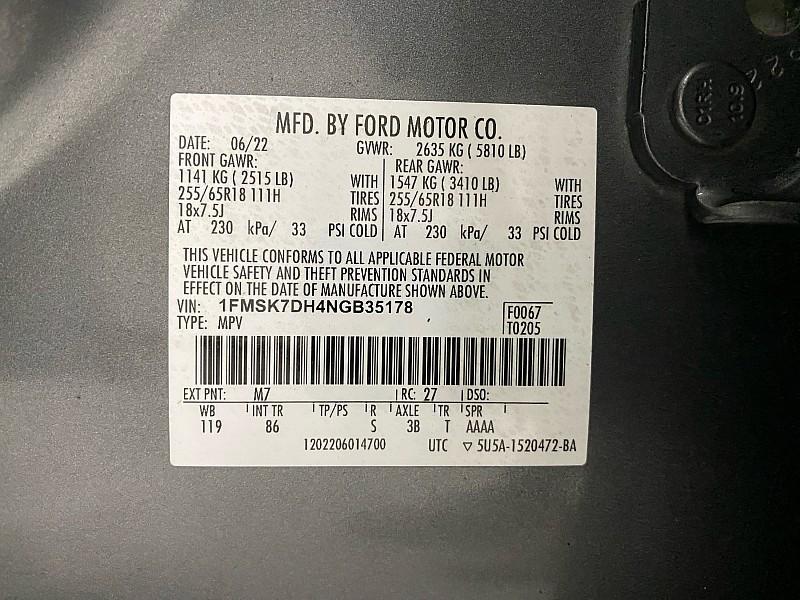 MFD. BY FORD MOTOR CO.
DATE: 06/22 GVWR: 2635 KG ( 5810 LB)
FRONT GAWR: REAR GAWR:
1141 KG ( 2515 LB) WITH 1547 KG ( 3410 LB) WITH
255/65R18 111H TIRES 255/65R18 111H TIRES
18x7.5J RIMS 18x7.5J RIMS
AT 230 kPa/ 33 PSI COLD AT 230 kPa/ 33 PSI COLD
THIS VEHICLE CONFORMS TO ALL APPLICABLE FEDERAL MOTOR
VEHICLE SAFETY AND THEFT PREVENTION STANDARDS IN
EFFECT ON THE DATE OF MANUFACTURE SHOWN ABOVE.
VIN: 1FMSK7DH4NGB35178
TYPE: MPV
F0067
T0205
EXT PNT: M7 RC: 27 DSO:
WB INT TR TP/PS R AXLE TR SPR
119 86 S 3B T AAAA
1202206014700 UTC ▽ 5U5A-1520472-BA
10.9